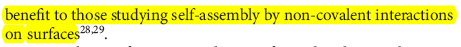 benefit to those studying self-assembly by non-covalent interactions
on surfaces28,29.